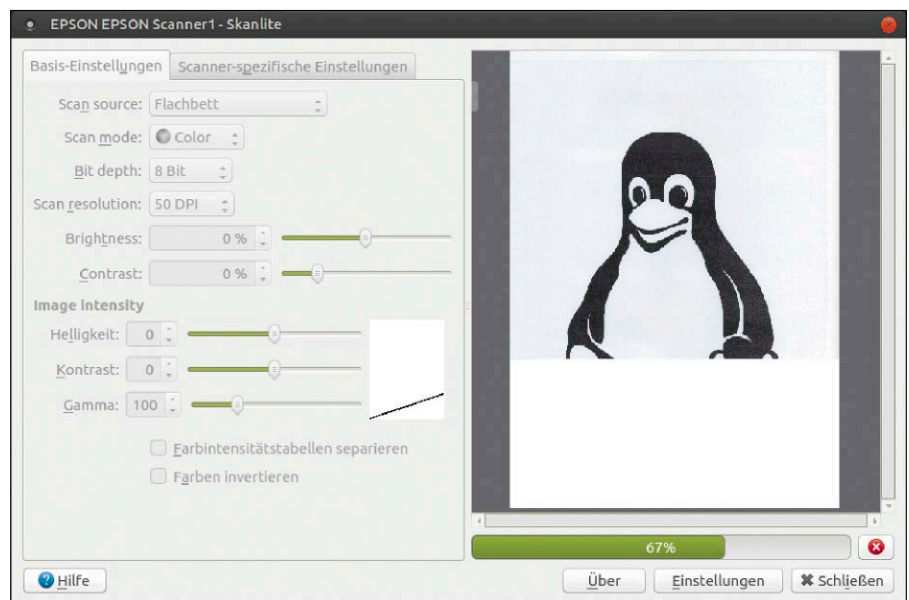 EPSON EPSON Scanner1 - Skanlite
Basis-Einstellungen Scanner-spezifische Einstellungen
Scan source: Flachbett
Scan mode: Color
Bit depth: 8 Bit
Scan resolution: 50 DPI
Brightness: 0 %
Contrast: 0 %
Image intensity
Helligkeit: 0
Kontrast: 0
Gamma: 100
Farbintensitätstabellen separieren
Farben invertieren
67%
Hilfe Über Einstellungen Schließen